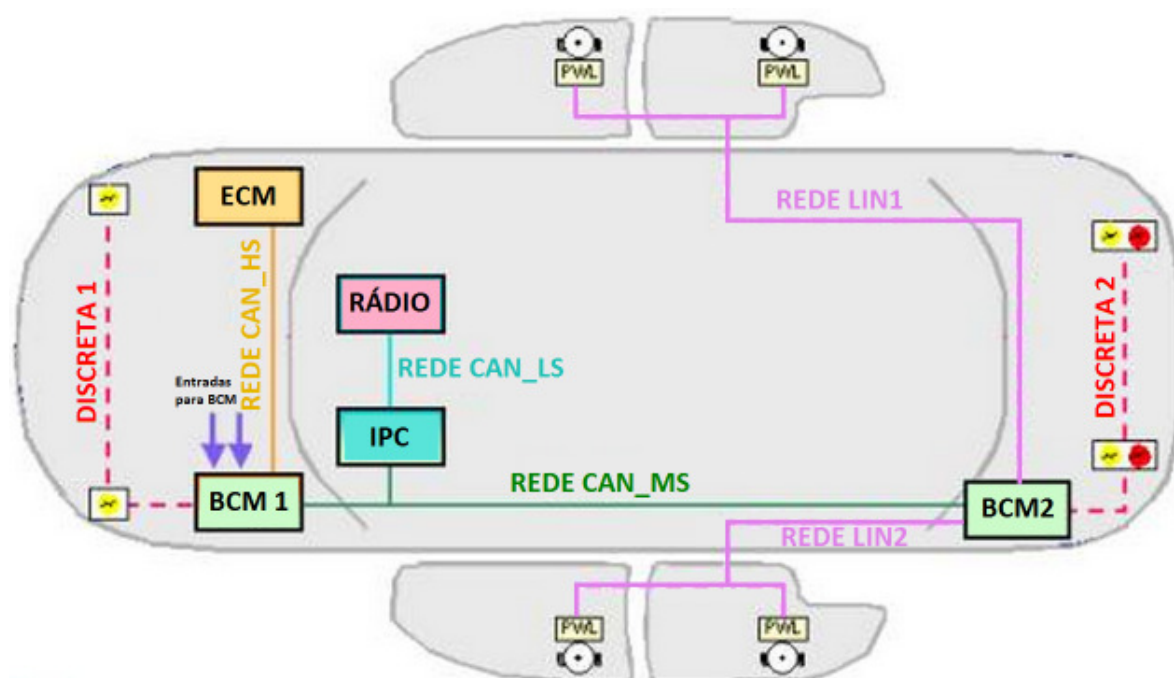 PWL
PWL
ECM
REDE LIN1
REDE CAN_HS
DISCRETA 1
RÁDIO
DISCRETA 2
REDE CAN_LS
Entradas
para BCM
IPC
REDE CAN_MS
BCM 1
BCM2
REDE LIN2
PWL
PWL